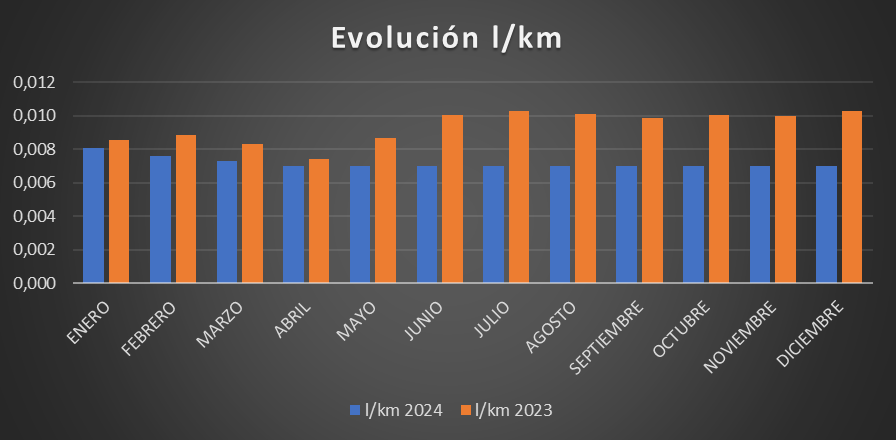 Evolución l/km
0,012
0,010
0,008
0,006
0,004
0,002
0,000
ENERO
FEBRERO
MARZO
ABRIL
MAYO
JUNIO
JULIO
AGOSTO
SEPTIEMBRE
OCTUBRE
NOVIEMBRE
DICIEMBRE
l/km 2024 l/km 2023